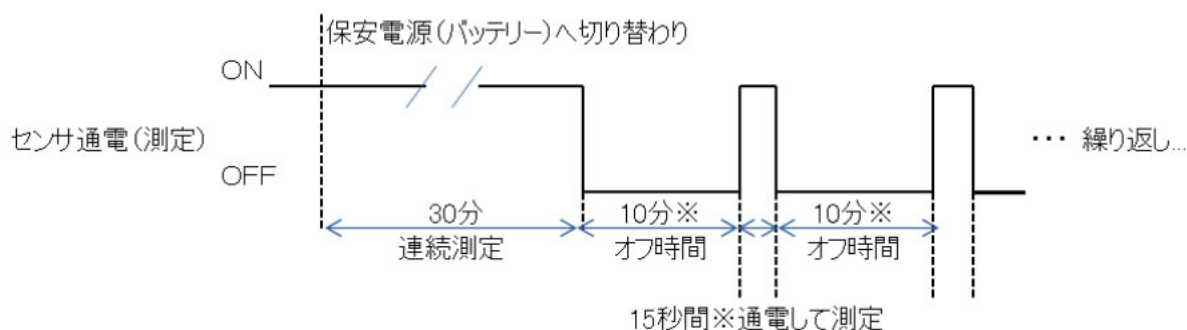 保安電源(バッテリー)へ切り替わり
ON
センサ通電(測定)
OFF
… 繰り返し...
30分
連続測定
10分※
オフ時間
10分※
オフ時間
15秒間※通電して測定